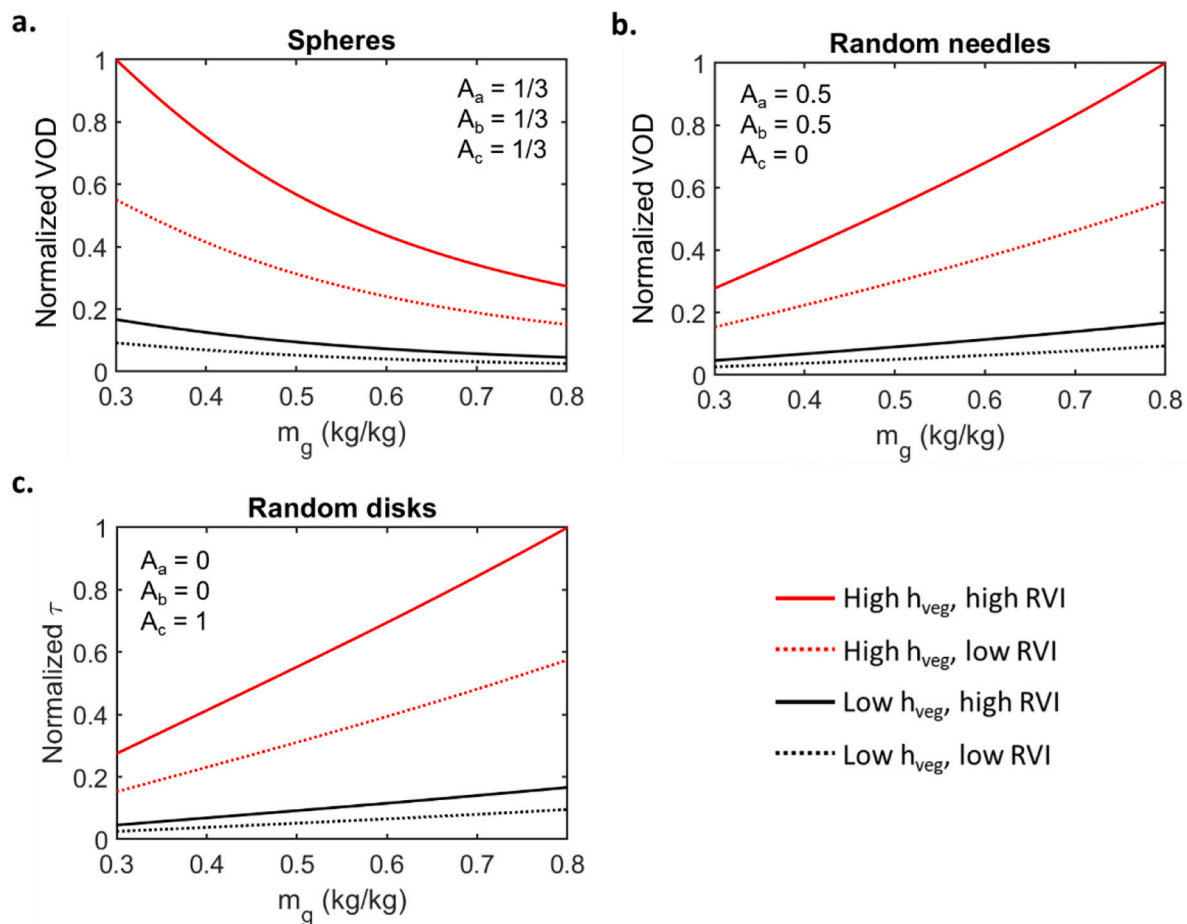 a.
Spheres
1
0.8
0.6
0.4
0.2
0
Normalized VOD
A_a = 1/3
A_b = 1/3
A_c = 1/3
0.3 0.4 0.5 0.6 0.7 0.8
m_g (kg/kg)
b.
Random needles
1
0.8
0.6
0.4
0.2
0
Normalized VOD
A_a = 0.5
A_b = 0.5
A_c = 0
0.3 0.4 0.5 0.6 0.7 0.8
m_g (kg/kg)
c.
Random disks
1
0.8
0.6
0.4
0.2
0
Normalized τ
A_a = 0
A_b = 0
A_c = 1
0.3 0.4 0.5 0.6 0.7 0.8
m_g (kg/kg)
High h_veg, high RVI
High h_veg, low RVI
Low h_veg, high RVI
Low h_veg, low RVI